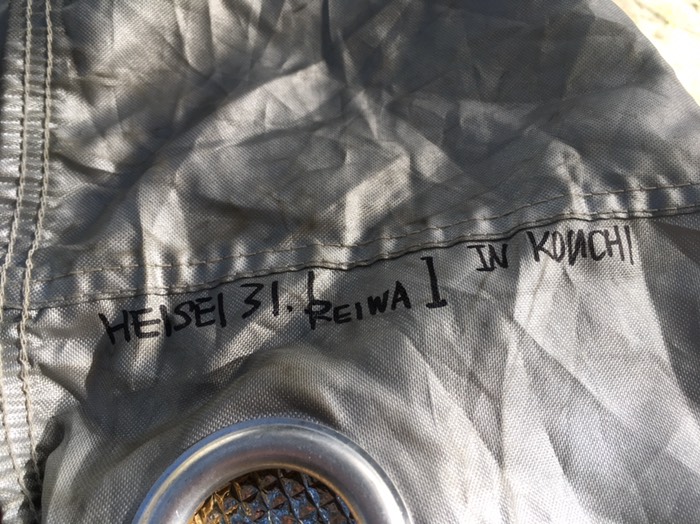 HEISEI 31. REIWA 1 IN KOUCHI